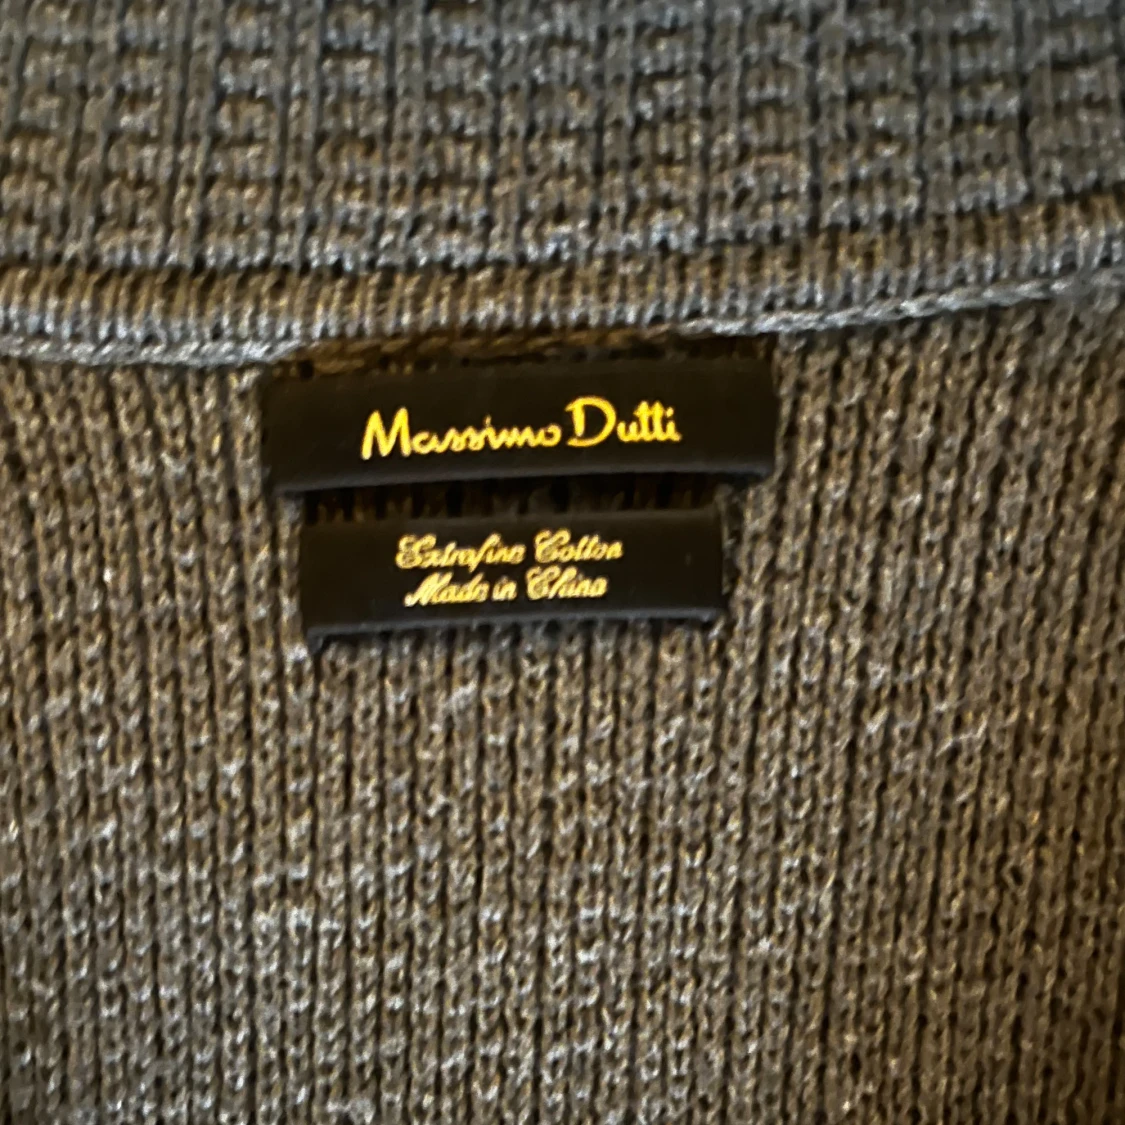 Massimo Dutti
Extrafine Cotton
Made in China